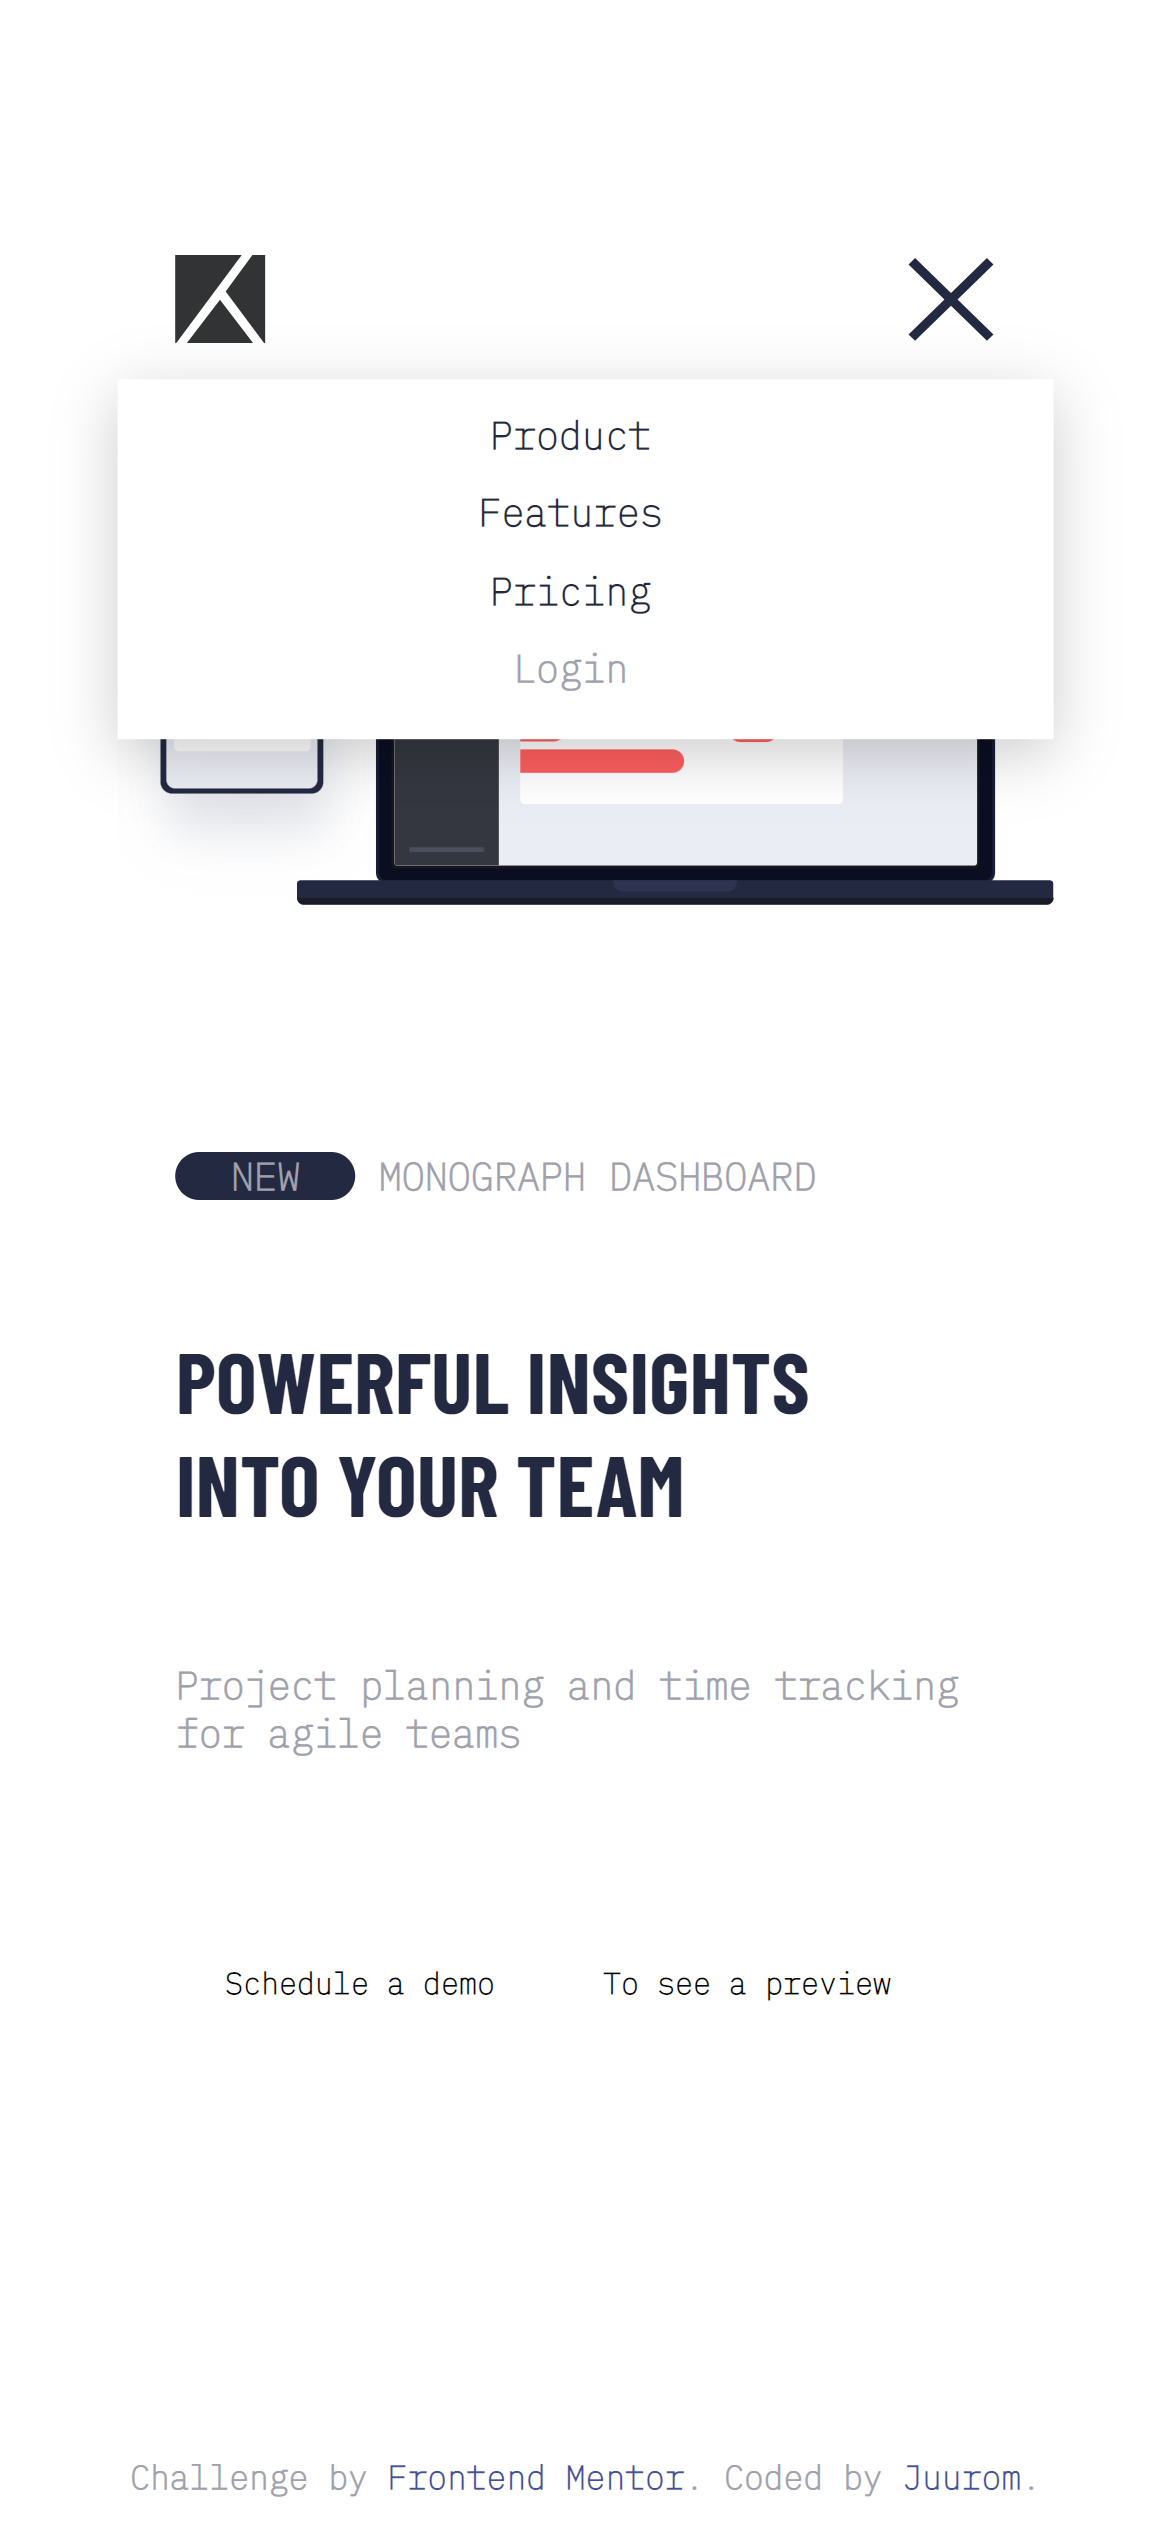 Product
Features
Pricing
Login
NEW MONOGRAPH DASHBOARD
POWERFUL INSIGHTS
INTO YOUR TEAM
Project planning and time tracking
for agile teams
Schedule a demo To see a preview
Challenge by Frontend Mentor. Coded by Juurom.